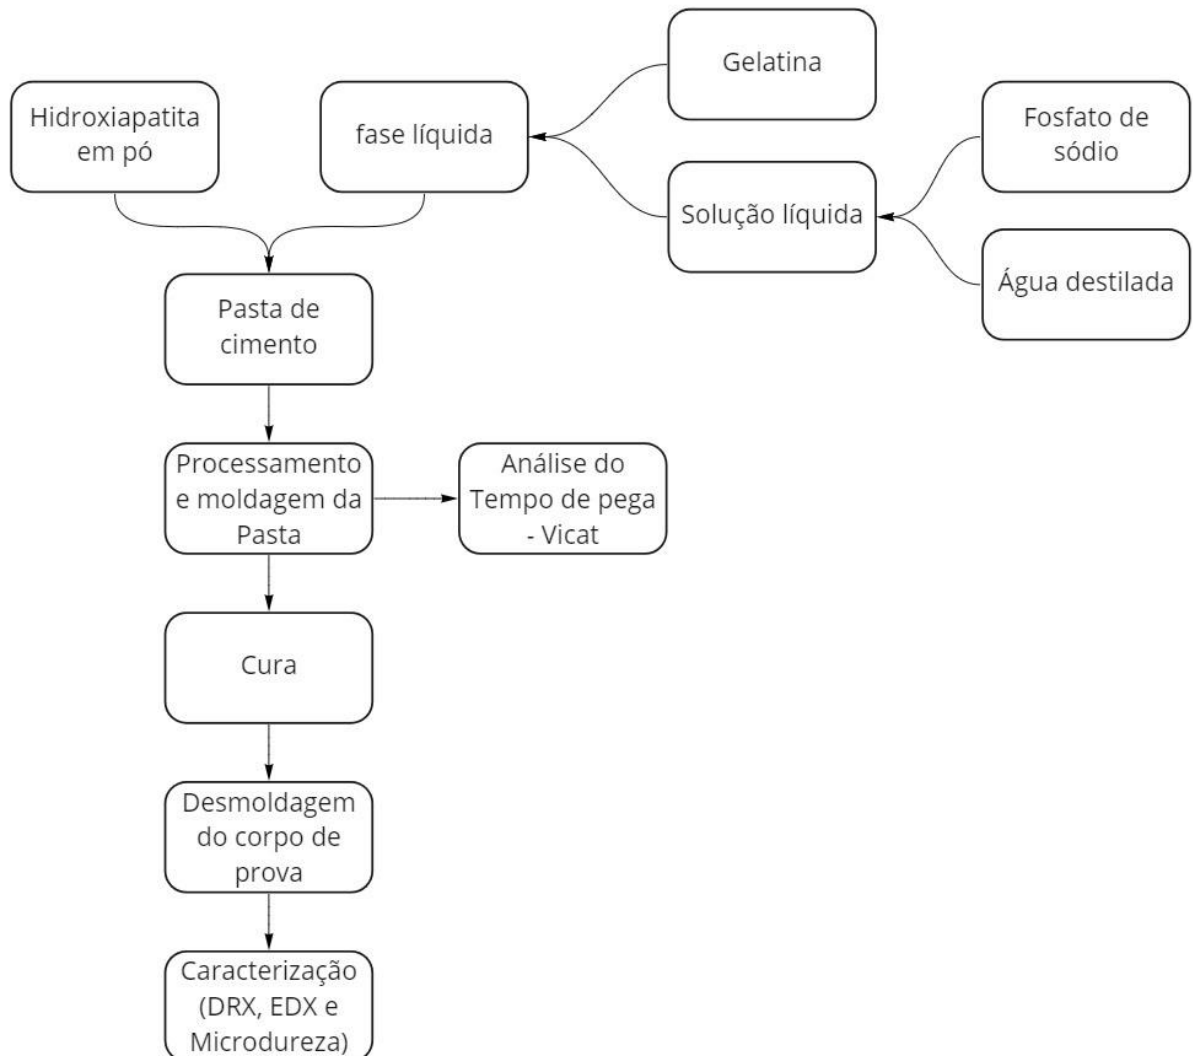 Gelatina
Hidroxiapatita
em pó
fase líquida
Fosfato de
sódio
Solução líquida
Água destilada
Pasta de
cimento
Processamento
e moldagem da
Pasta
Análise do
Tempo de pega
- Vicat
Cura
Desmoldagem
do corpo de
prova
Caracterização
(DRX, EDX e
Microdureza)